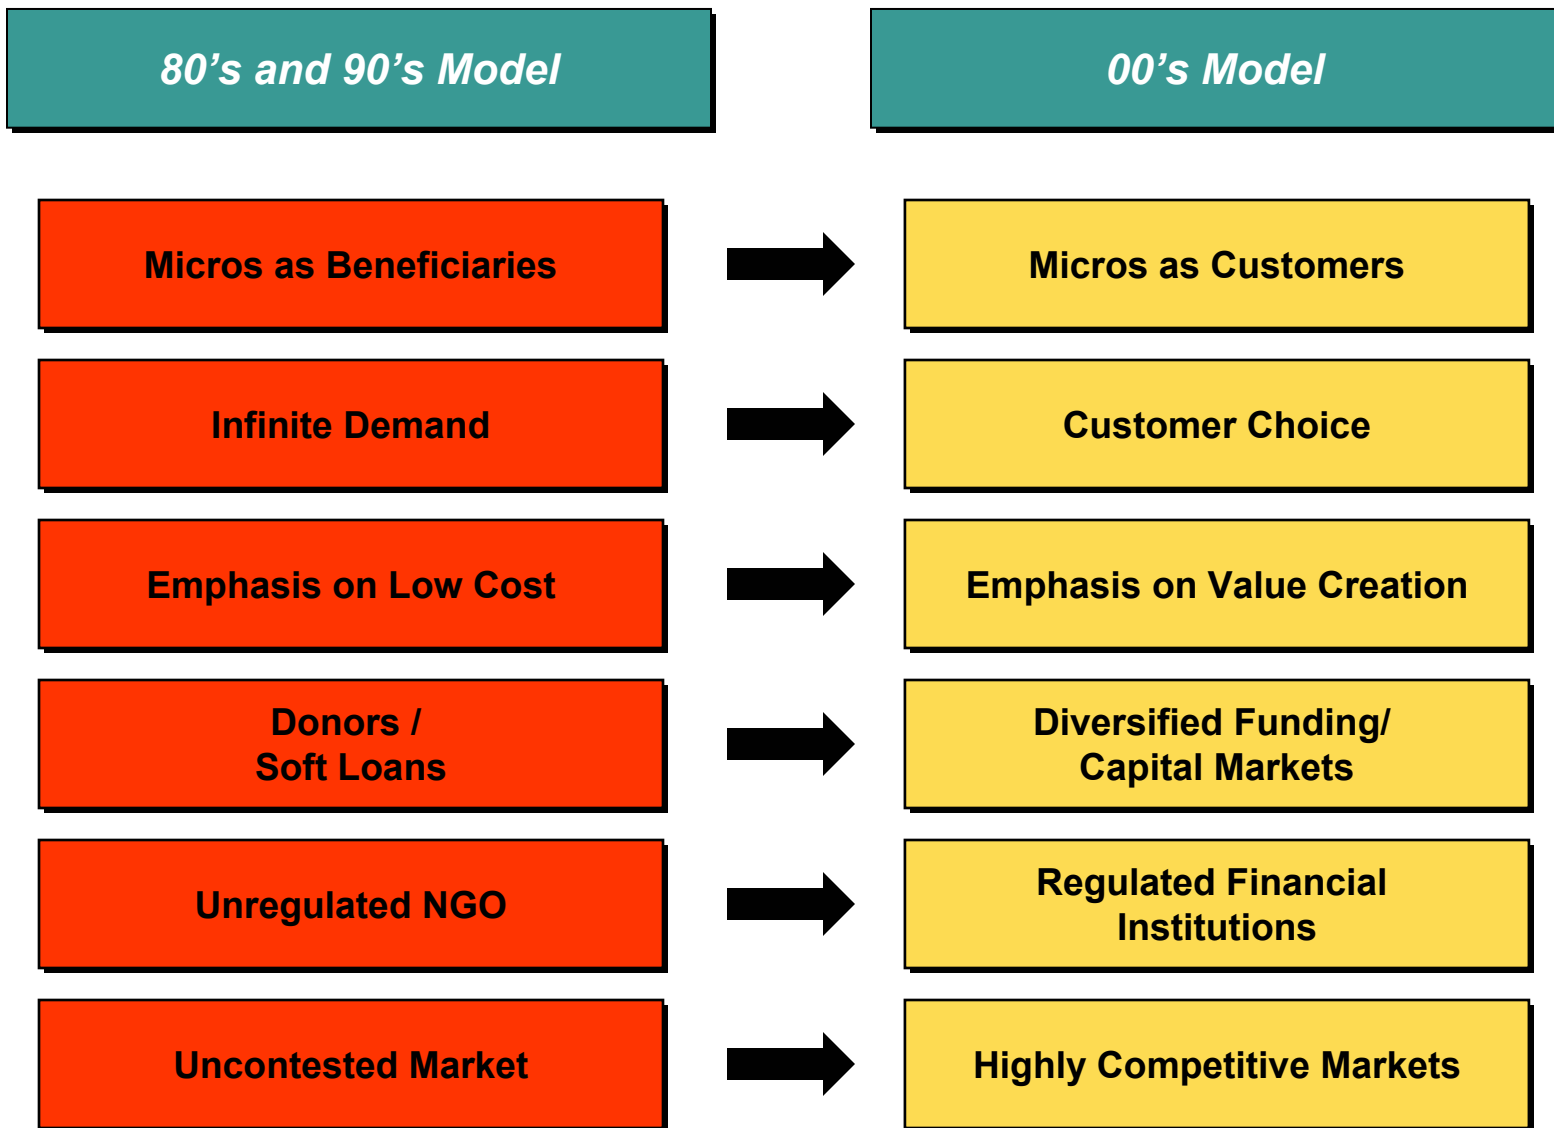 80’s and 90’s Model
00’s Model
Micros as Beneficiaries
Micros as Customers
Infinite Demand
Customer Choice
Emphasis on Low Cost
Emphasis on Value Creation
Donors /
Soft Loans
Diversified Funding/
Capital Markets
Unregulated NGO
Regulated Financial
Institutions
Uncontested Market
Highly Competitive Markets